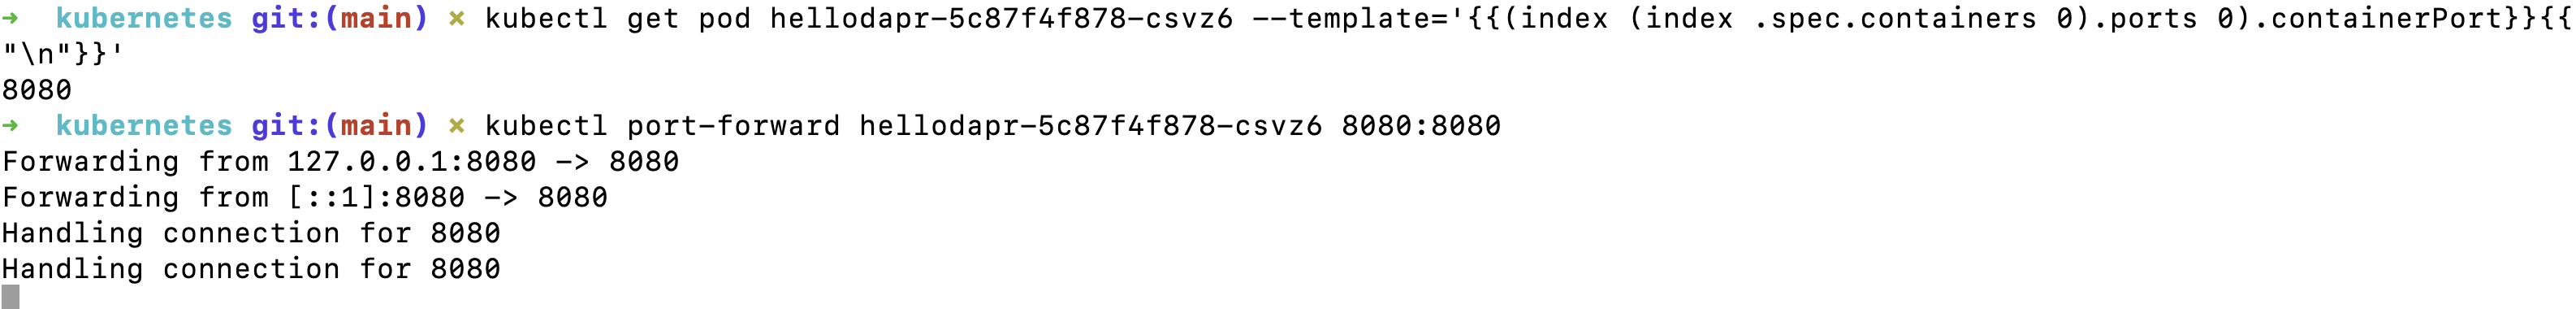 → kubernetes git:(main) × kubectl get pod hellodapr-5c87f4f878-csvz6 --template='{{(index (index .spec.containers 0).ports 0).containerPort}}{{
"\n"}}'
8080
→ kubernetes git:(main) × kubectl port-forward hellodapr-5c87f4f878-csvz6 8080:8080
Forwarding from 127.0.0.1:8080 -> 8080
Forwarding from [::1]:8080 -> 8080
Handling connection for 8080
Handling connection for 8080